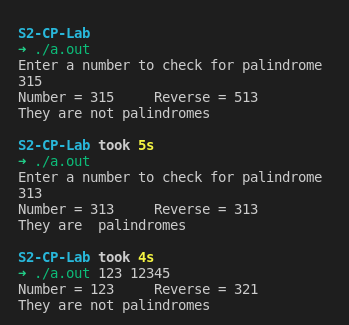 S2-CP-Lab
➜ ./a.out
Enter a number to check for palindrome
315
Number = 315     Reverse = 513
They are not palindromes
S2-CP-Lab took 5s
➜ ./a.out
Enter a number to check for palindrome
313
Number = 313     Reverse = 313
They are  palindromes
S2-CP-Lab took 4s
➜ ./a.out 123 12345
Number = 123     Reverse = 321
They are not palindromes